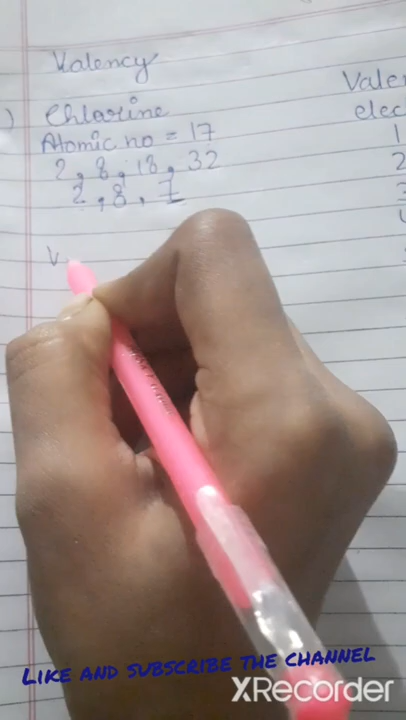 Valency
) Chlorine
Atomic no = 17
2, 8, 18, 32
2, 8, 7
V
Valen
elec
1
2
3
LIKE AND SUBSCRIBE THE CHANNEL
XRecorder